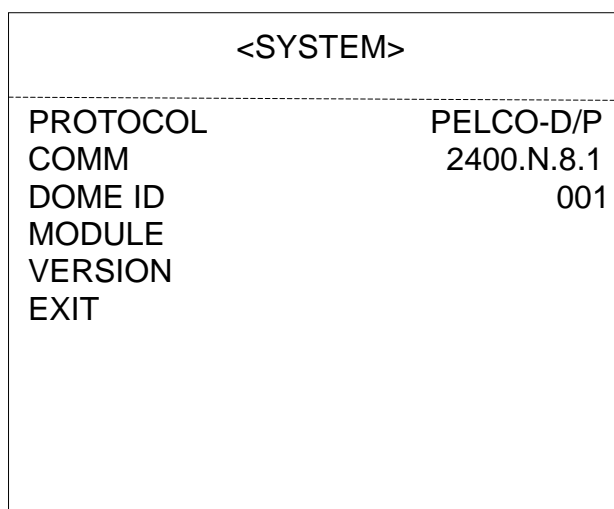 <SYSTEM>
PROTOCOL PELCO-D/P
COMM 2400.N.8.1
DOME ID 001
MODULE
VERSION
EXIT